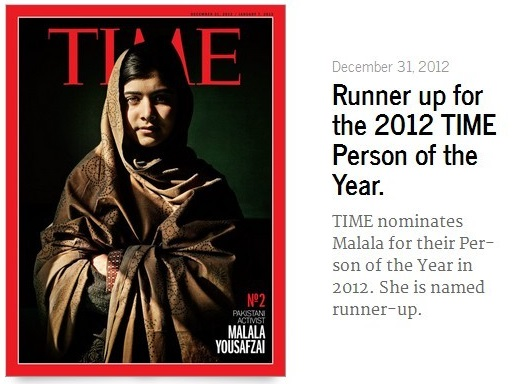 DECEMBER 31, 2012 / JANUARY 7, 2013
TIME
Nº2
PAKISTANI
ACTIVIST
MALALA
YOUSAFZAI
December 31, 2012
Runner up for
the 2012 TIME
Person of the
Year.
TIME nominates
Malala for their Per-
son of the Year in
2012. She is named
runner-up.